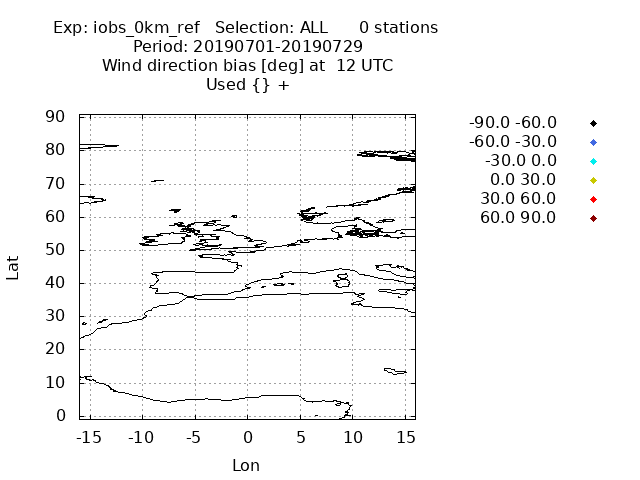 Exp: iobs_0km_ref   Selection: ALL      0 stations
Period: 20190701-20190729
Wind direction bias [deg] at  12 UTC
Used {} +
90
80
70
60
50
40
30
20
10
0
Lat
-15 -10 -5 0 5 10 15
Lon
-90.0 -60.0
-60.0 -30.0
-30.0 0.0
0.0 30.0
30.0 60.0
60.0 90.0